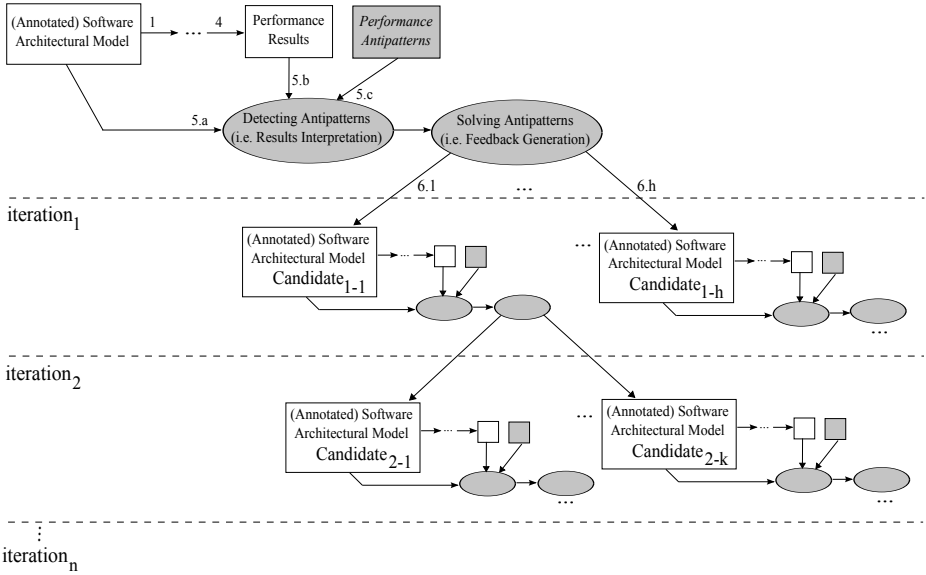 (Annotated) Software
Architectural Model
1
...
4
Performance
Results
Performance
Antipatterns
5.b
5.c
5.a
Detecting Antipatterns
(i.e. Results Interpretation)
Solving Antipatterns
(i.e. Feedback Generation)
6.1
...
6.h
iteration1
(Annotated) Software
Architectural Model
Candidate1-1
...
...
(Annotated) Software
Architectural Model
Candidate1-h
...
...
iteration2
(Annotated) Software
Architectural Model
Candidate2-1
...
...
...
(Annotated) Software
Architectural Model
Candidate2-k
...
...
...
iterationn